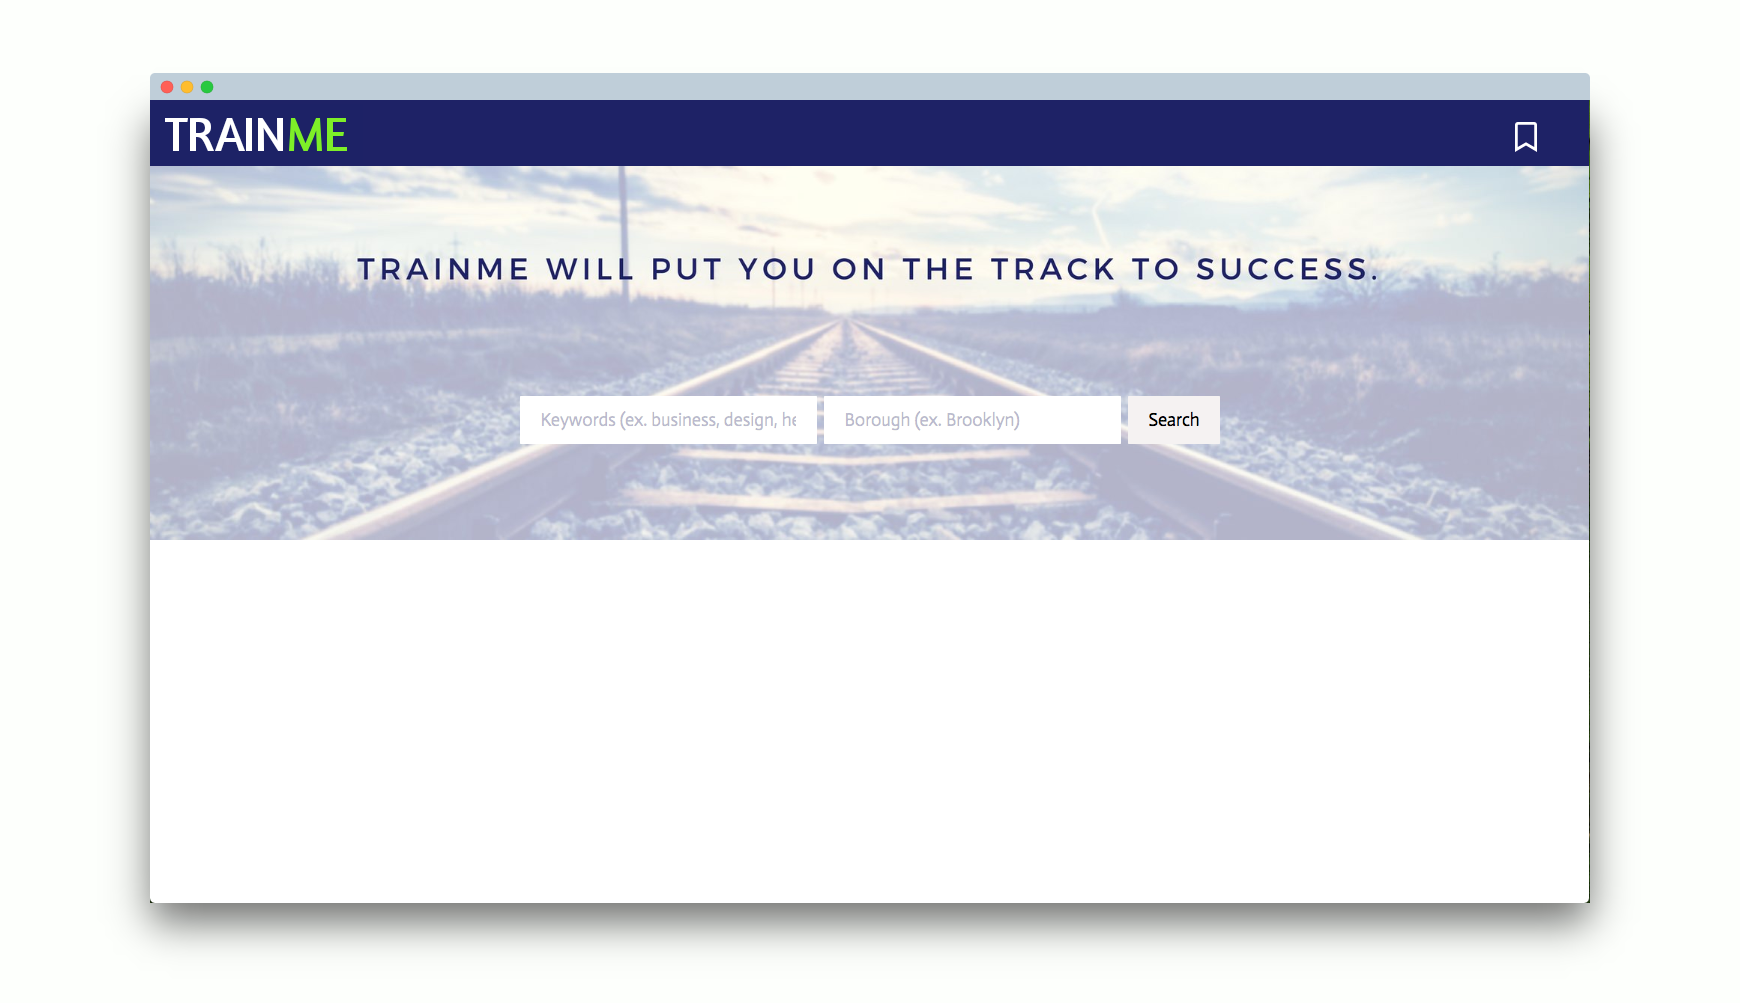 TRAINME
TRAINME WILL PUT YOU ON THE TRACK TO SUCCESS.
Keywords (ex. business, design, he
Borough (ex. Brooklyn)
Search